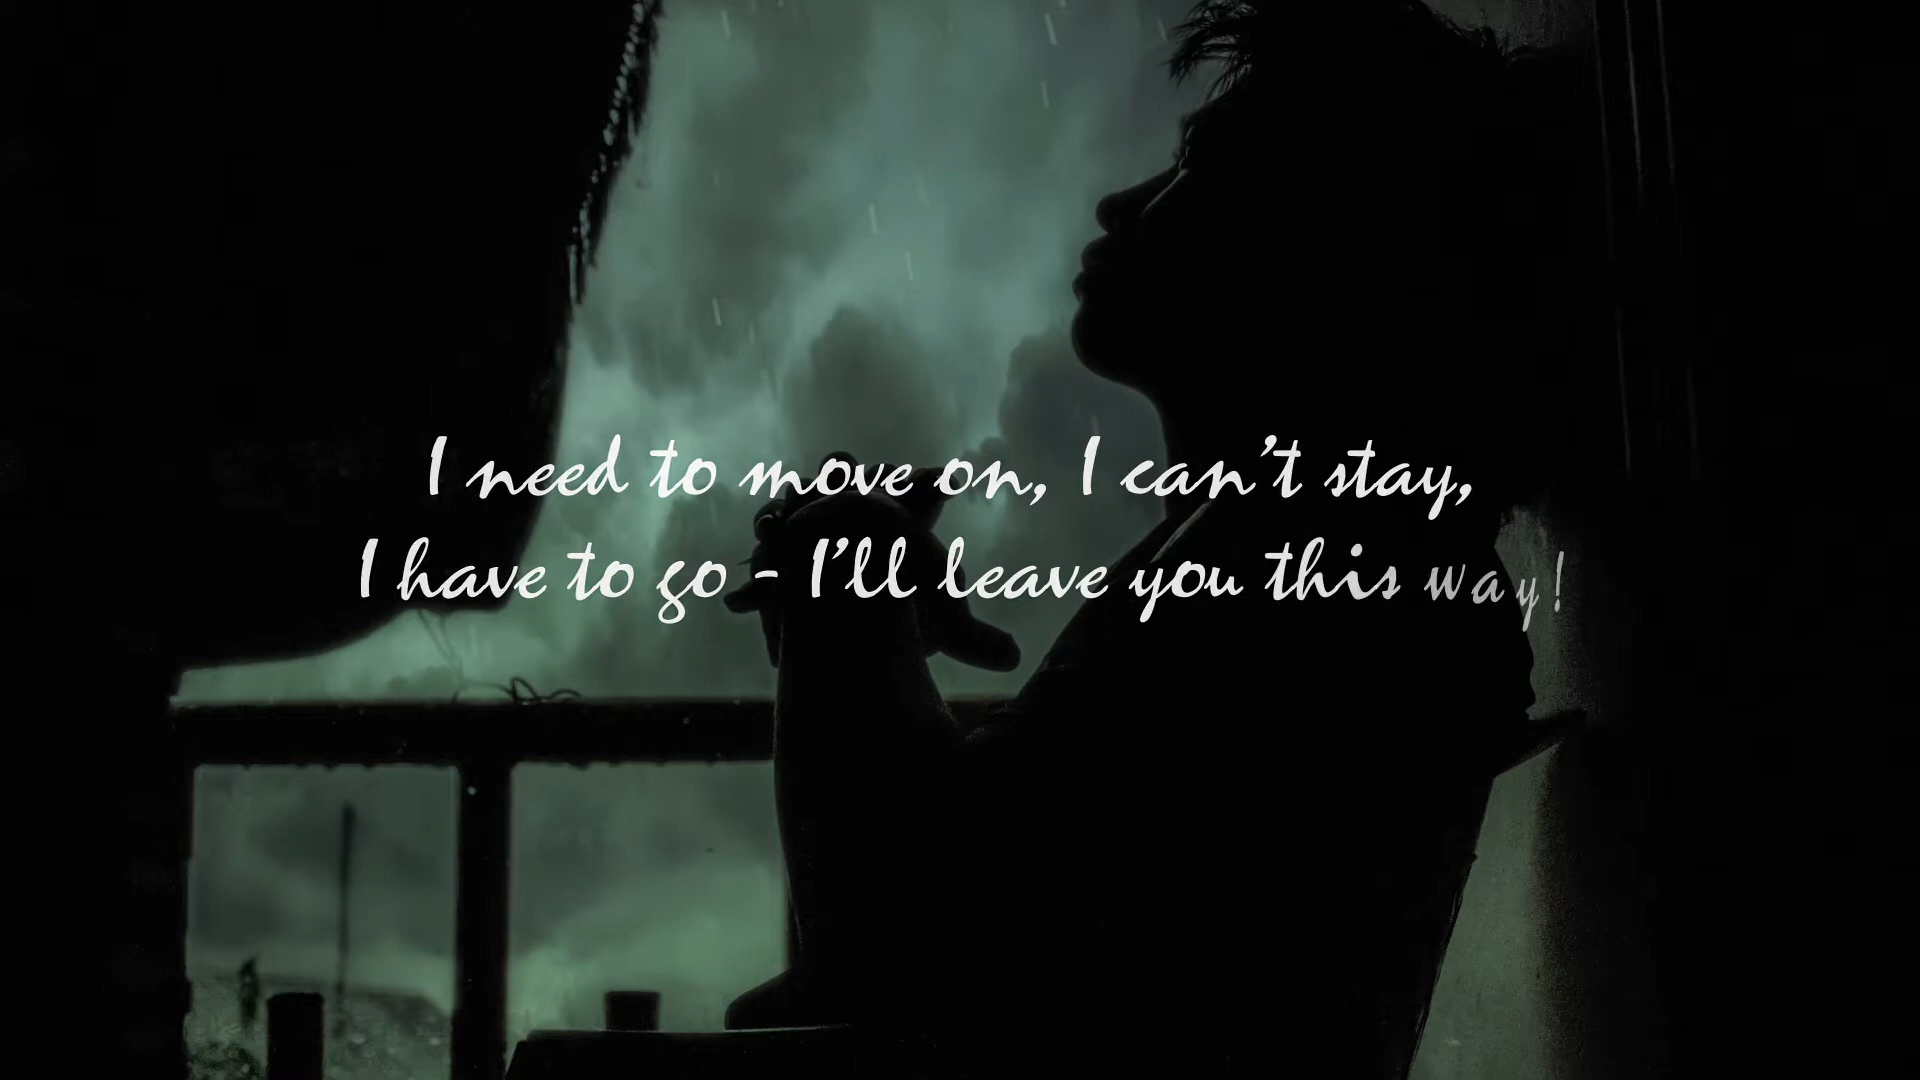 I need to move on, I can’t stay,
I have to go - I’ll leave you this way!